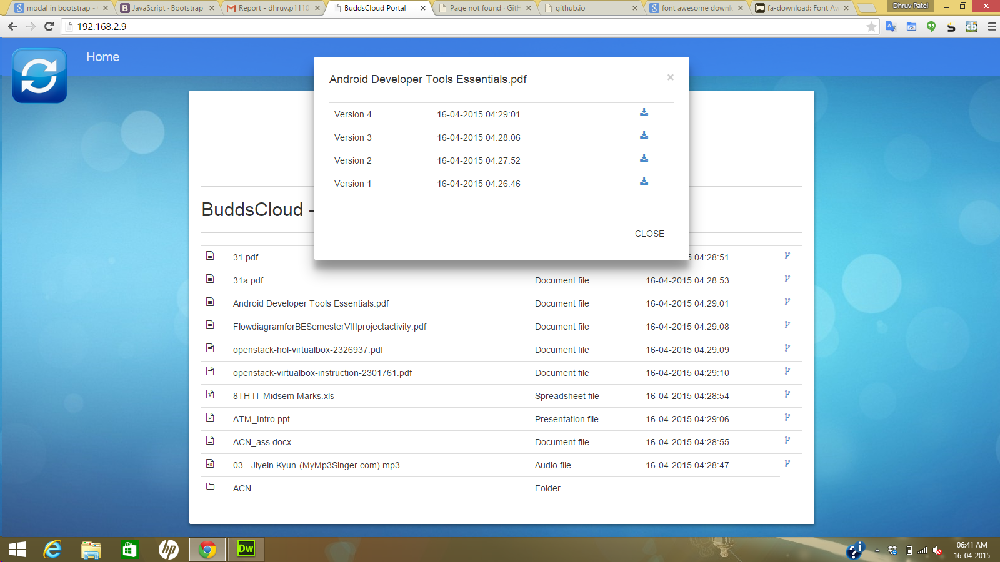 modal in bootstrap -
JavaScript · Bootstrap
Report - dhruv.p1110
BuddsCloud Portal
Page not found · GitH
github.io
font awesome downl
fa-download: Font Aw
Dhruv Patel
192.168.2.9
Home
Android Developer Tools Essentials.pdf ×
Version 4 16-04-2015 04:29:01
Version 3 16-04-2015 04:28:06
Version 2 16-04-2015 04:27:52
Version 1 16-04-2015 04:26:46
CLOSE
BuddsCloud -
31.pdf 04:28:51
31a.pdf Document file 16-04-2015 04:28:53
Android Developer Tools Essentials.pdf Document file 16-04-2015 04:29:01
FlowdiagramforBESemesterVIIIprojectactivity.pdf Document file 16-04-2015 04:29:08
openstack-hol-virtualbox-2326937.pdf Document file 16-04-2015 04:29:09
openstack-virtualbox-instruction-2301761.pdf Document file 16-04-2015 04:29:10
8TH IT Midsem Marks.xls Spreadsheet file 16-04-2015 04:28:54
ATM_Intro.ppt Presentation file 16-04-2015 04:29:06
ACN_ass.docx Document file 16-04-2015 04:28:55
03 - Jiyein Kyun-(MyMp3Singer.com).mp3 Audio file 16-04-2015 04:28:47
ACN Folder
hp
Dw
06:41 AM
16-04-2015